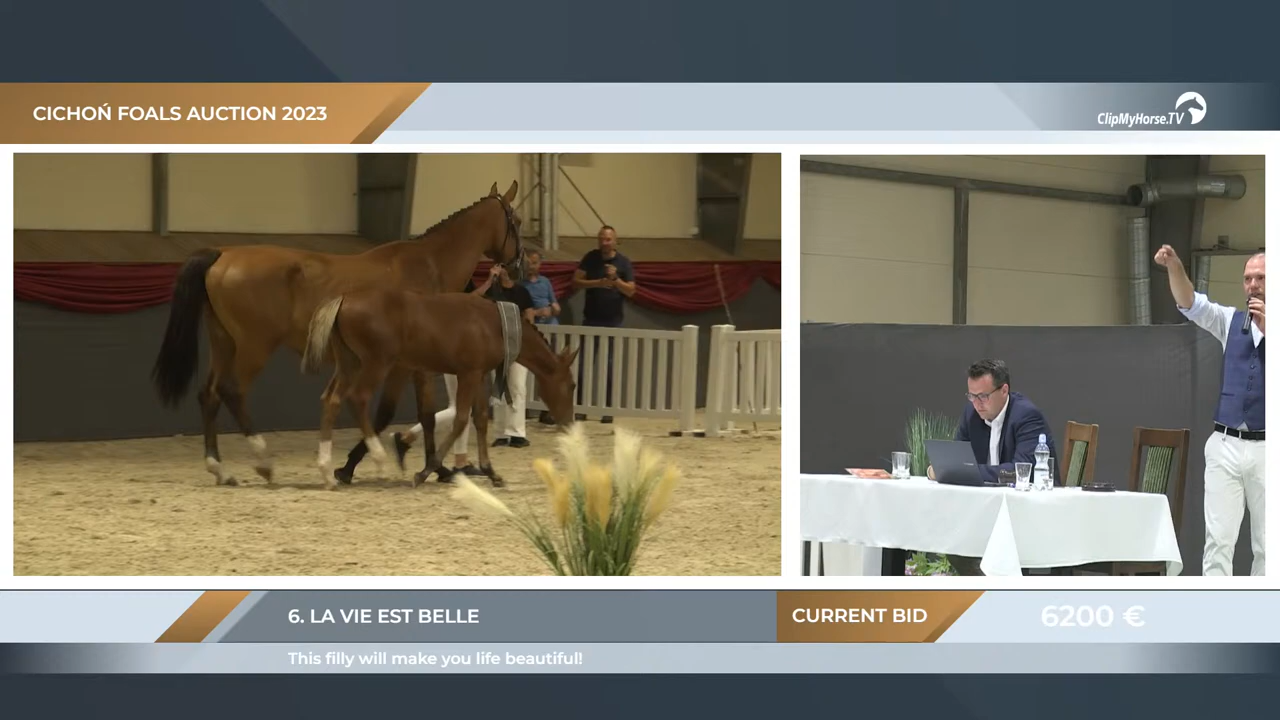 CICHOŃ FOALS AUCTION 2023
ClipMyHorse.TV
6. LA VIE EST BELLE
CURRENT BID
6200 €
This filly will make you life beautiful!